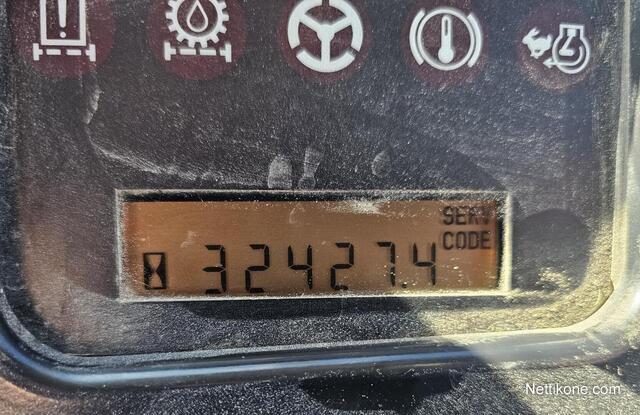 SERV
CODE
32427.4
Nettikone.com